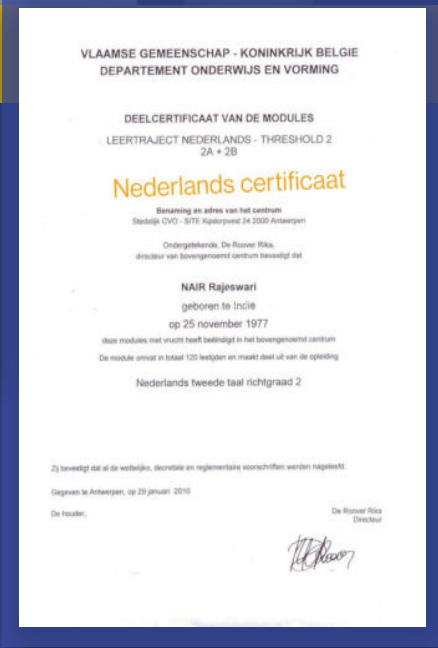 VLAAMSE GEMEENSCHAP - KONINKRIJK BELGIE
DEPARTEMENT ONDERWIJS EN VORMING
DEELCERTIFICAAT VAN DE MODULES
LEERTRAJECT NEDERLANDS - THRESHOLD 2
2A + 2B
Nederlands certificaat
Benaming en adres van het centrum
Stedelijk CVO - SITE Kipdorpvest 24 2000 Antwerpen
Ondergetekende, De Roover Rika,
directeur van bovengenoemd centrum bevestigt dat
NAIR Rajeswari
geboren te Indië
op 25 november 1977
deze modules met vrucht heeft beëindigd in het bovengenoemd centrum
De module omvat in totaal 120 lestijden en maakt deel uit van de opleiding
Nederlands tweede taal richtgraad 2
Zij bevestigt dat al de wettelijke, decretale en reglementaire voorschriften werden nageleefd.
Gegeven te Antwerpen, op 29 januari 2010
De houder,
De Roover Rika
Directeur